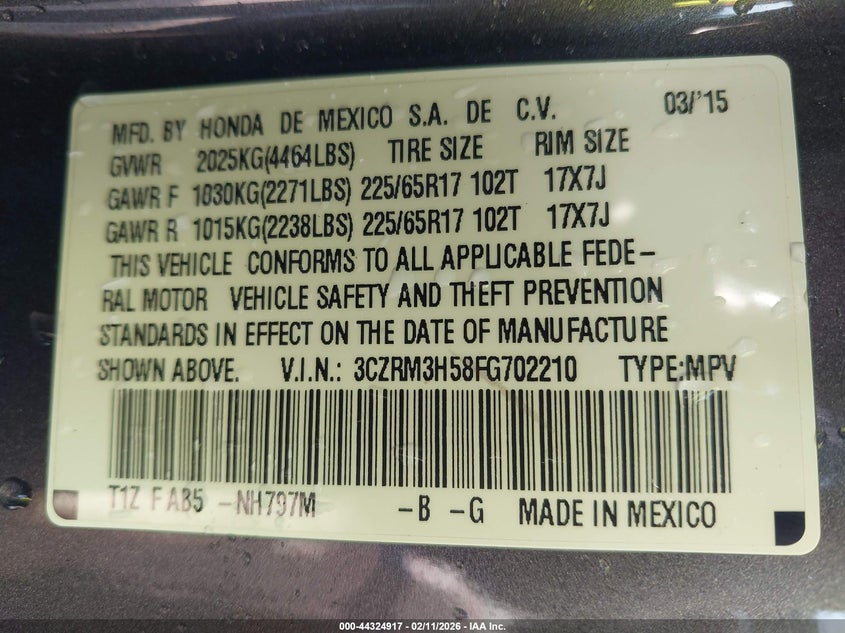 MFD. BY HONDA DE MEXICO S.A. DE C.V. 03/'15
GVWR 2025KG(4464LBS) TIRE SIZE RIM SIZE
GAWR F 1030KG(2271LBS) 225/65R17 102T 17X7J
GAWR R 1015KG(2238LBS) 225/65R17 102T 17X7J
THIS VEHICLE CONFORMS TO ALL APPLICABLE FEDE-
RAL MOTOR VEHICLE SAFETY AND THEFT PREVENTION
STANDARDS IN EFFECT ON THE DATE OF MANUFACTURE
SHOWN ABOVE. V.I.N.: 3CZRM3H58FG702210 TYPE:MPV
T1Z F AB5 -NH797M -B -G MADE IN MEXICO
000-44324917 - 02/11/2026 - IAA Inc.